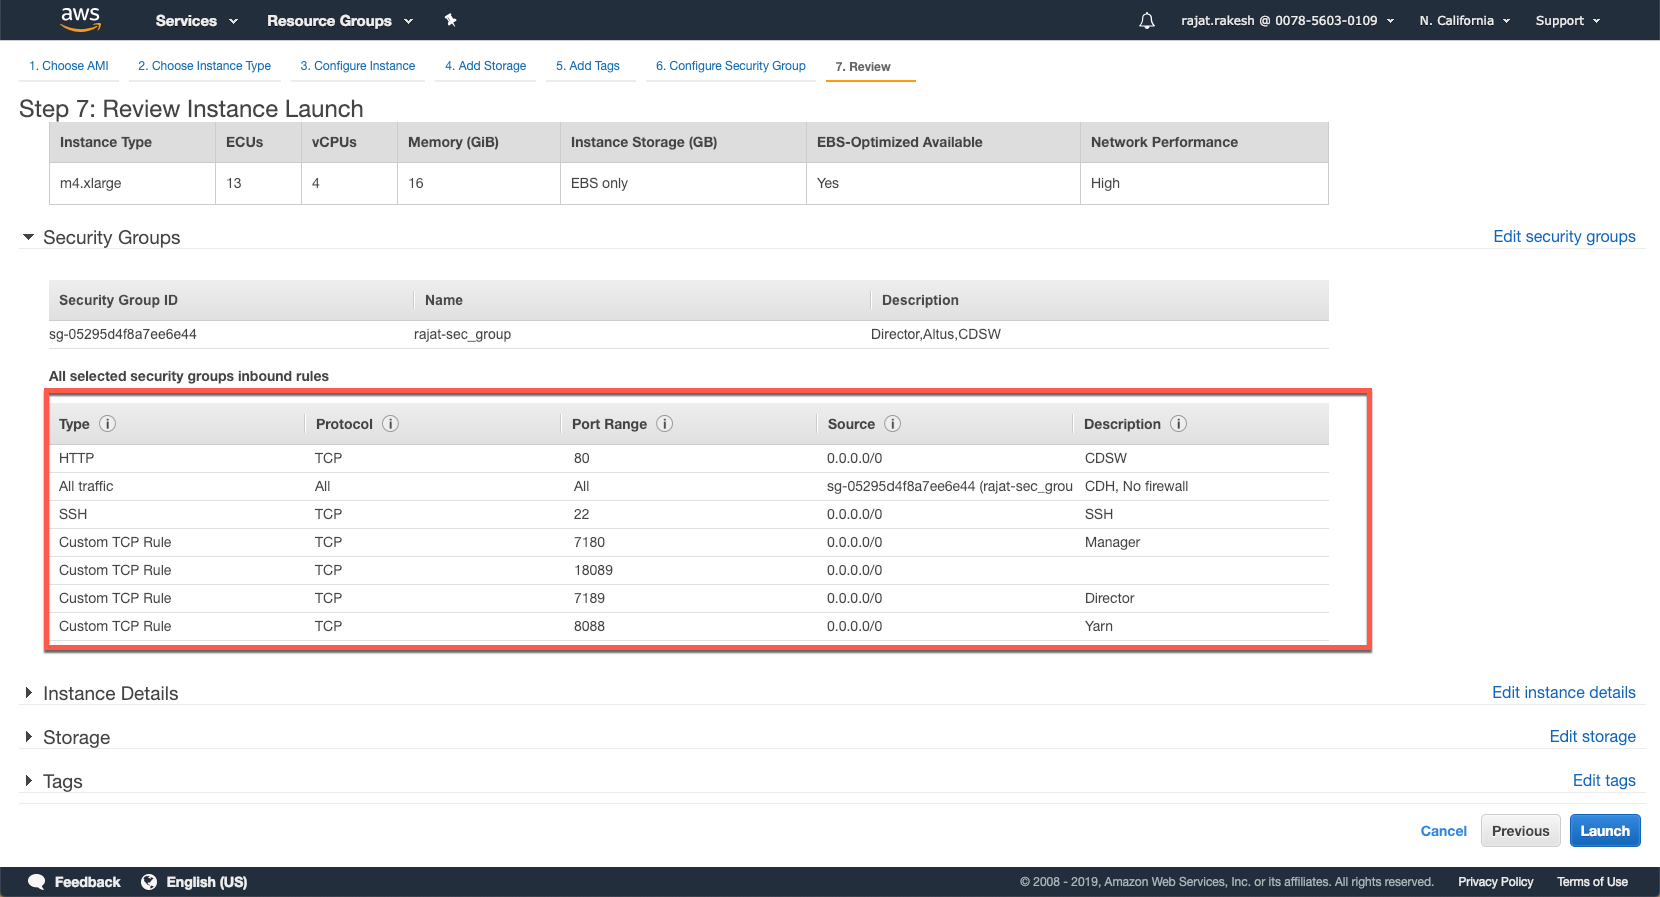 aws Services Resource Groups rajat.rakesh @ 0078-5603-0109 N. California Support
1. Choose AMI 2. Choose Instance Type 3. Configure Instance 4. Add Storage 5. Add Tags 6. Configure Security Group 7. Review
Step 7: Review Instance Launch
Instance Type ECUs vCPUs Memory (GiB) Instance Storage (GB) EBS-Optimized Available Network Performance
m4.xlarge 13 4 16 EBS only Yes High
Security Groups Edit security groups
Security Group ID Name Description
sg-05295d4f8a7ee6e44 rajat-sec_group Director,Altus,CDSW
All selected security groups inbound rules
Type i Protocol i Port Range i Source i Description i
HTTP TCP 80 0.0.0.0/0 CDSW
All traffic All All sg-05295d4f8a7ee6e44 (rajat-sec_grou CDH, No firewall
SSH TCP 22 0.0.0.0/0 SSH
Custom TCP Rule TCP 7180 0.0.0.0/0 Manager
Custom TCP Rule TCP 18089 0.0.0.0/0
Custom TCP Rule TCP 7189 0.0.0.0/0 Director
Custom TCP Rule TCP 8088 0.0.0.0/0 Yarn
Instance Details Edit instance details
Storage Edit storage
Tags Edit tags
Cancel Previous Launch
Feedback English (US) © 2008 - 2019, Amazon Web Services, Inc. or its affiliates. All rights reserved. Privacy Policy Terms of Use